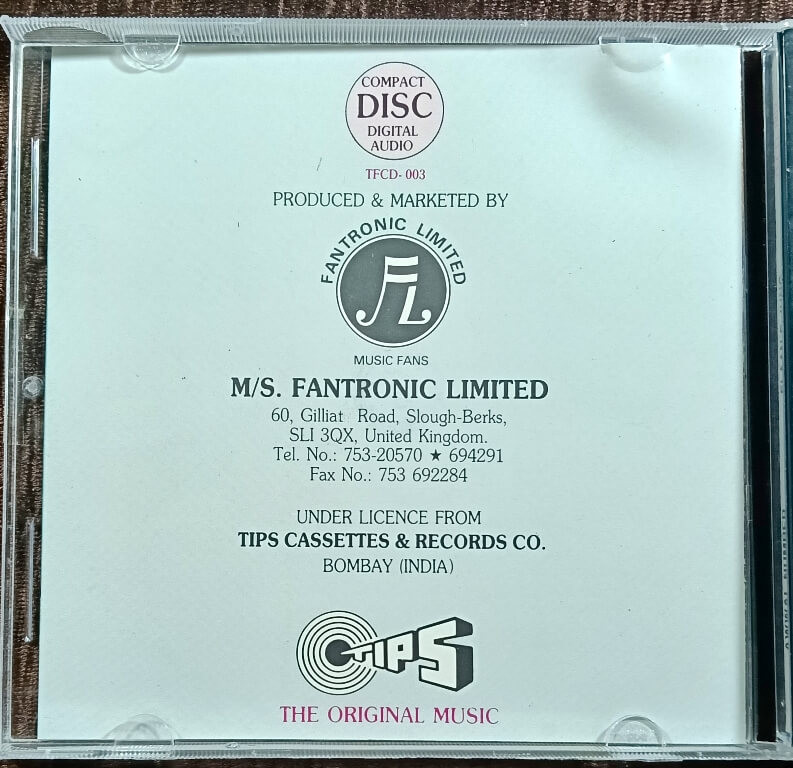 COMPACT
DISC
DIGITAL
AUDIO
TFCD- 003
PRODUCED & MARKETED BY
FANTRONIC LIMITED
FL
MUSIC FANS
M/S. FANTRONIC LIMITED
60, Gilliat Road, Slough-Berks,
SLI 3QX, United Kingdom.
Tel. No.: 753-20570 ★ 694291
Fax No.: 753 692284
UNDER LICENCE FROM
TIPS CASSETTES & RECORDS CO.
BOMBAY (INDIA)
TIPS
THE ORIGINAL MUSIC